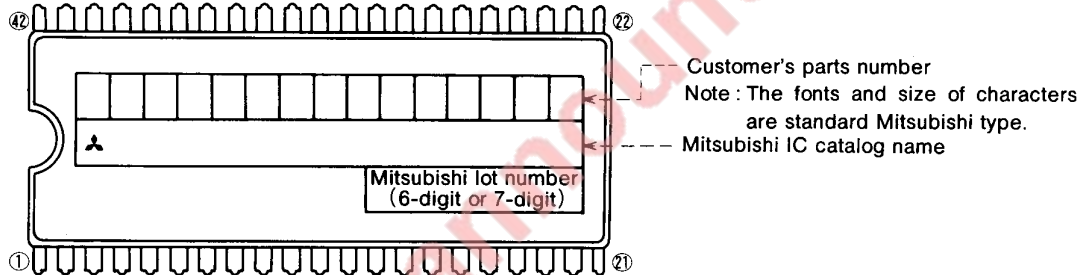 ㊷ ㉒
Customer's parts number
Note : The fonts and size of characters
are standard Mitsubishi type.
Mitsubishi IC catalog name
Mitsubishi lot number
(6-digit or 7-digit)
① ㉑